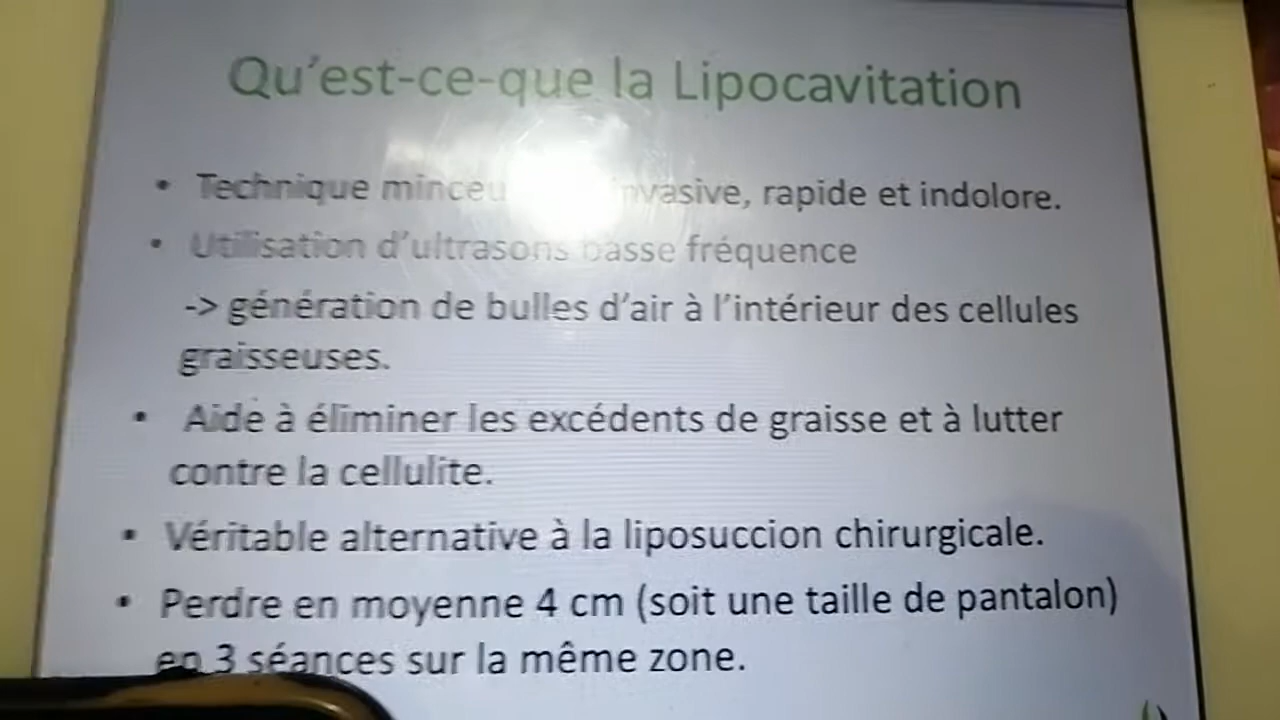 Qu'est-ce-que la Lipocavitation
• Technique minceu invasive, rapide et indolore.
• Utilisation d'ultrasons basse fréquence
-> génération de bulles d'air à l'intérieur des cellules
graisseuses.
• Aide à éliminer les excédents de graisse et à lutter
contre la cellulite.
• Véritable alternative à la liposuccion chirurgicale.
• Perdre en moyenne 4 cm (soit une taille de pantalon)
en 3 séances sur la même zone.